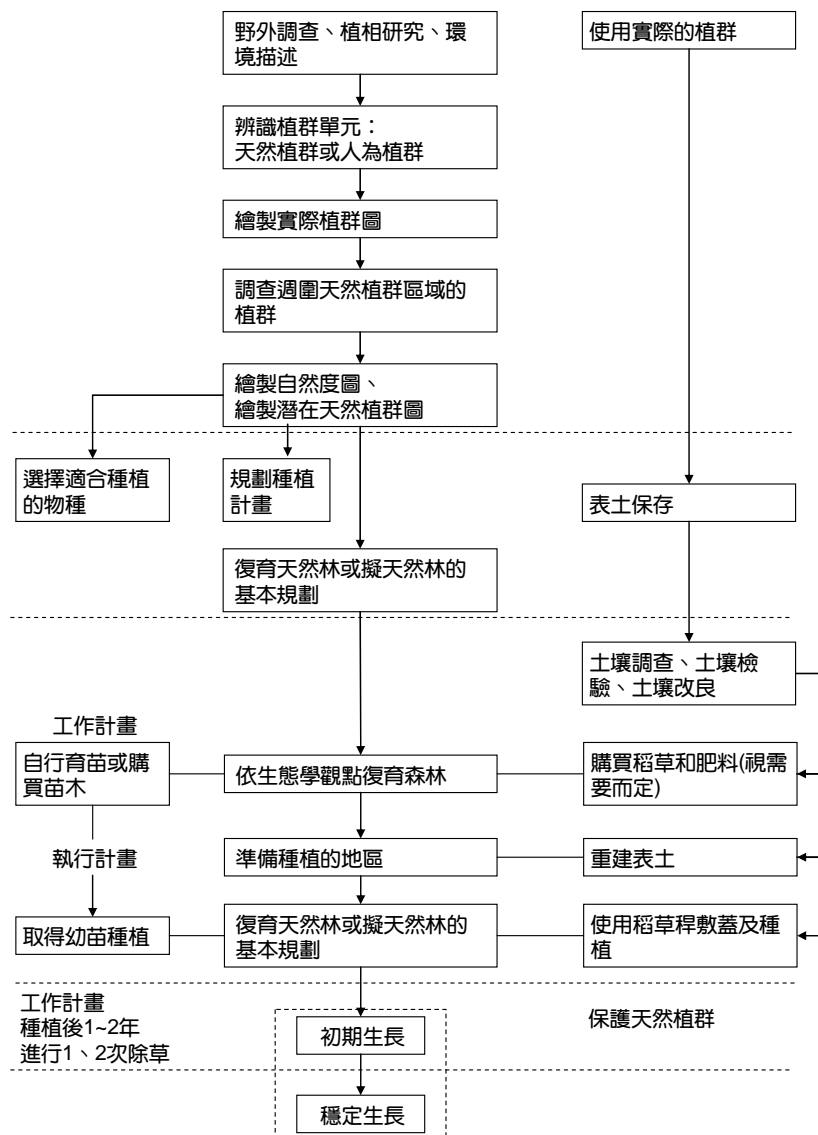 野外調查、植相研究、環
境描述
使用實際的植群
辨識植群單元：
天然植群或人為植群
繪製實際植群圖
調查週圍天然植群區域的
植群
繪製自然度圖、
繪製潛在天然植群圖
選擇適合種植
的物種
規劃種植
計畫
表土保存
復育天然林或擬天然林的
基本規劃
土壤調查、土壤檢
驗、土壤改良
工作計畫
自行育苗或購
買苗木
依生態學觀點復育森林
購買稻草和肥料(視需
要而定)
執行計畫
準備種植的地區
重建表土
取得幼苗種植
復育天然林或擬天然林的
基本規劃
使用稻草稈敷蓋及種
植
工作計畫
種植後1~2年
進行1、2次除草
初期生長
保護天然植群
穩定生長